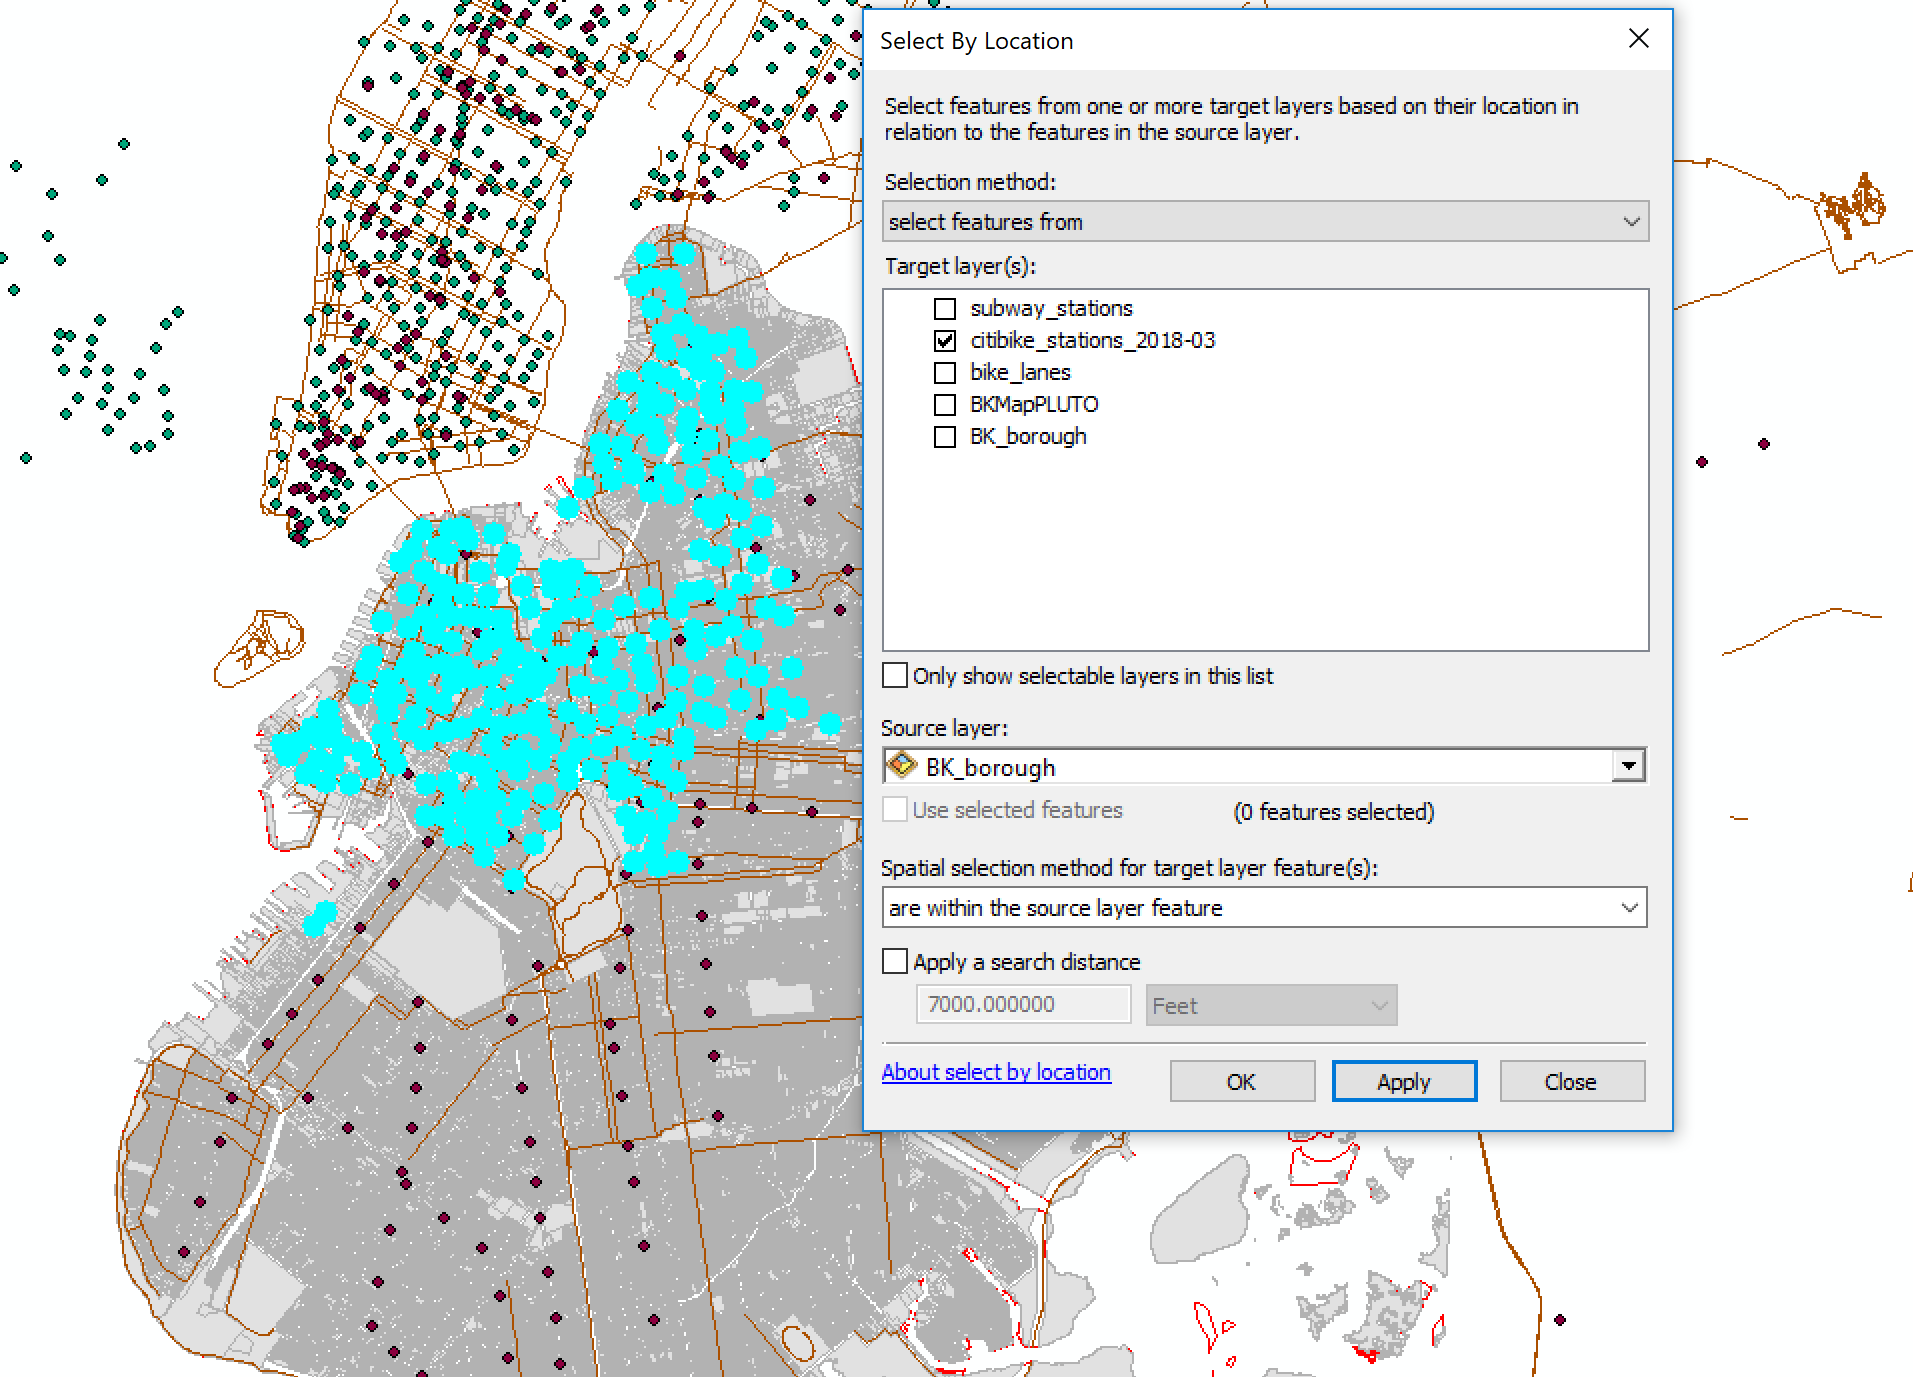 Select By Location
Select features from one or more target layers based on their location in
relation to the features in the source layer.
Selection method:
select features from
Target layer(s):
subway_stations
citibike_stations_2018-03
bike_lanes
BKMapPLUTO
BK_borough
Only show selectable layers in this list
Source layer:
BK_borough
Use selected features (0 features selected)
Spatial selection method for target layer feature(s):
are within the source layer feature
Apply a search distance
7000.000000 Feet
About select by location OK Apply Close